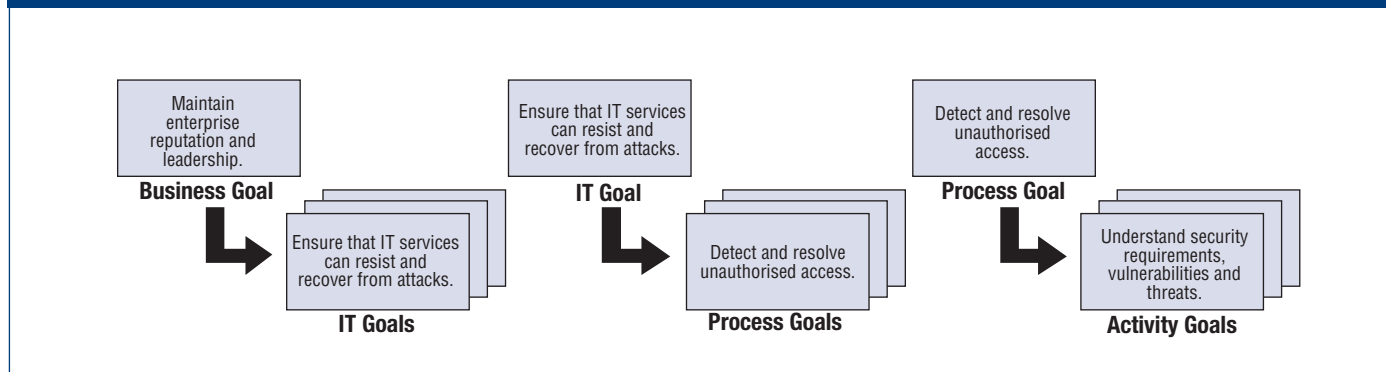 Maintain
enterprise
reputation and
leadership.
Business Goal
Ensure that IT services
can resist and
recover from attacks.
IT Goals
Ensure that IT services
can resist and
recover from attacks.
IT Goal
Detect and resolve
unauthorised access.
Process Goals
Detect and resolve
unauthorised
access.
Process Goal
Understand security
requirements,
vulnerabilities and
threats.
Activity Goals